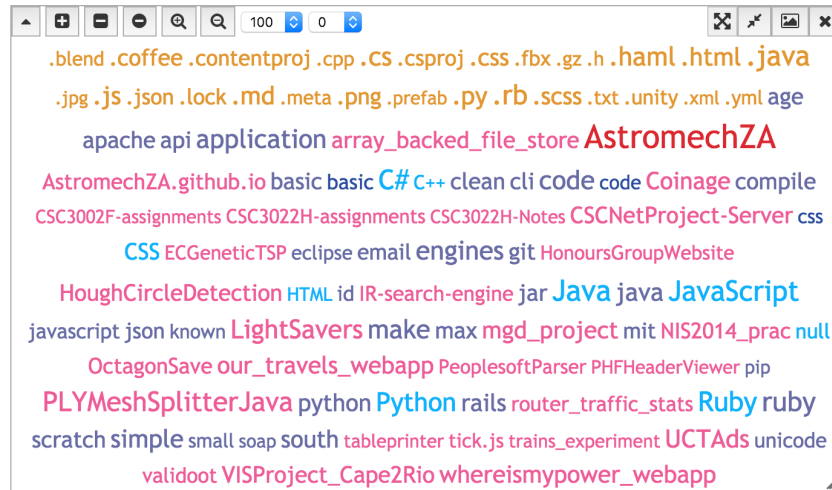 100 0
.blend .coffee .contentproj .cpp .cs .csproj .css .fbx .gz .h .haml .html .java
.jpg .js .json .lock .md .meta .png .prefab .py .rb .scss .txt .unity .xml .yml age
apache api application array_backed_file_store AstromechZA
AstromechZA.github.io basic basic C# C++ clean cli code code Coinage compile
CSC3002F-assignments CSC3022H-assignments CSC3022H-Notes CSCNetProject-Server css
CSS ECGeneticTSP eclipse email engines git HonoursGroupWebsite
HoughCircleDetection HTML id IR-search-engine jar Java java JavaScript
javascript json known LightSavers make max mgd_project mit NIS2014_prac null
OctagonSave our_travels_webapp PeoplesoftParser PHFHeaderViewer pip
PLYMeshSplitterJava python Python rails router_traffic_stats Ruby ruby
scratch simple small soap south tableprinter tick.js trains_experiment UCTAds unicode
validoot VISProject_Cape2Rio whereismypower_webapp